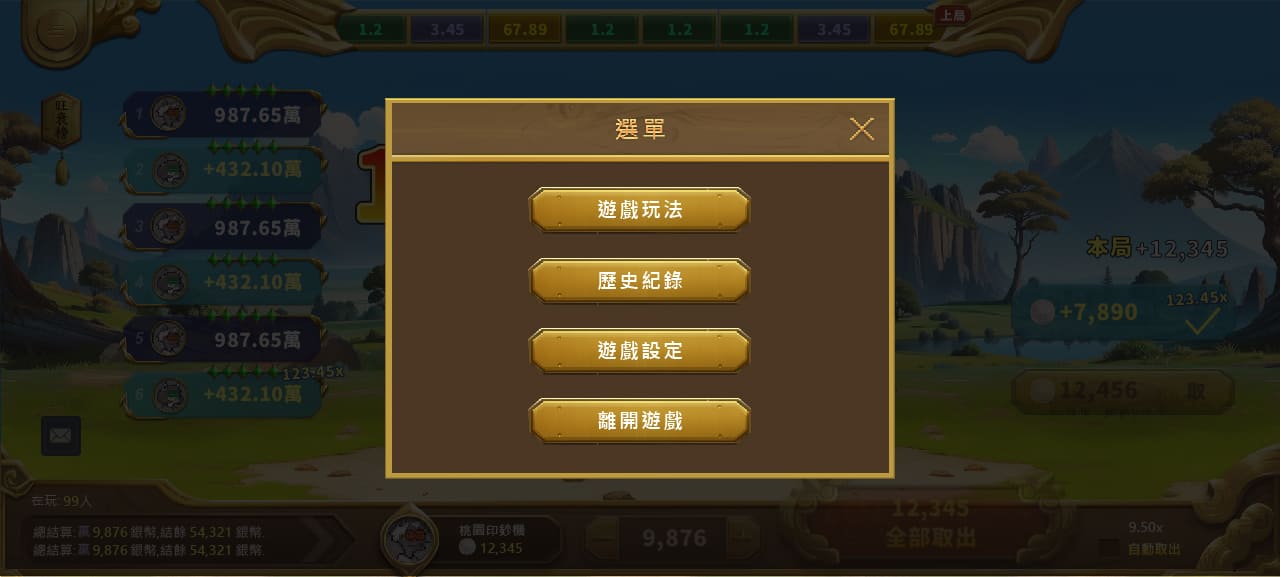 1.2 3.45 67.89 1.2 1.2 1.2 3.45 67.89
上局
旺衰榜
1 987.65萬
2 +432.10萬
3 987.65萬
4 +432.10萬
5 987.65萬
123.45x
6 +432.10萬
選單
遊戲玩法
歷史紀錄
遊戲設定
離開遊戲
本局+12,345
123.45x
+7,890
12,456 取
在玩: 99人
總結算: 贏 9,876 銀幣,結餘 54,321 銀幣.
總結算: 贏 9,876 銀幣,結餘 54,321 銀幣.
桃園印鈔機
12,345
9,876
12,345
全部取出
9.50x
自動取出